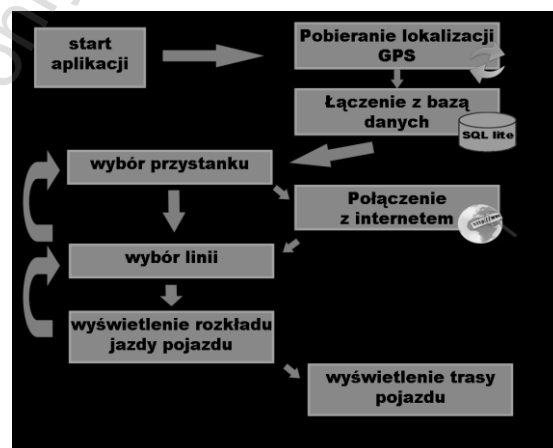 start
aplikacji
Pobieranie lokalizacji
GPS
Łączenie z bazą
danych
SQL lite
wybór przystanku
Połączenie
z internetem
wybór linii
wyświetlenie rozkładu
jazdy pojazdu
wyświetlenie trasy
pojazdu